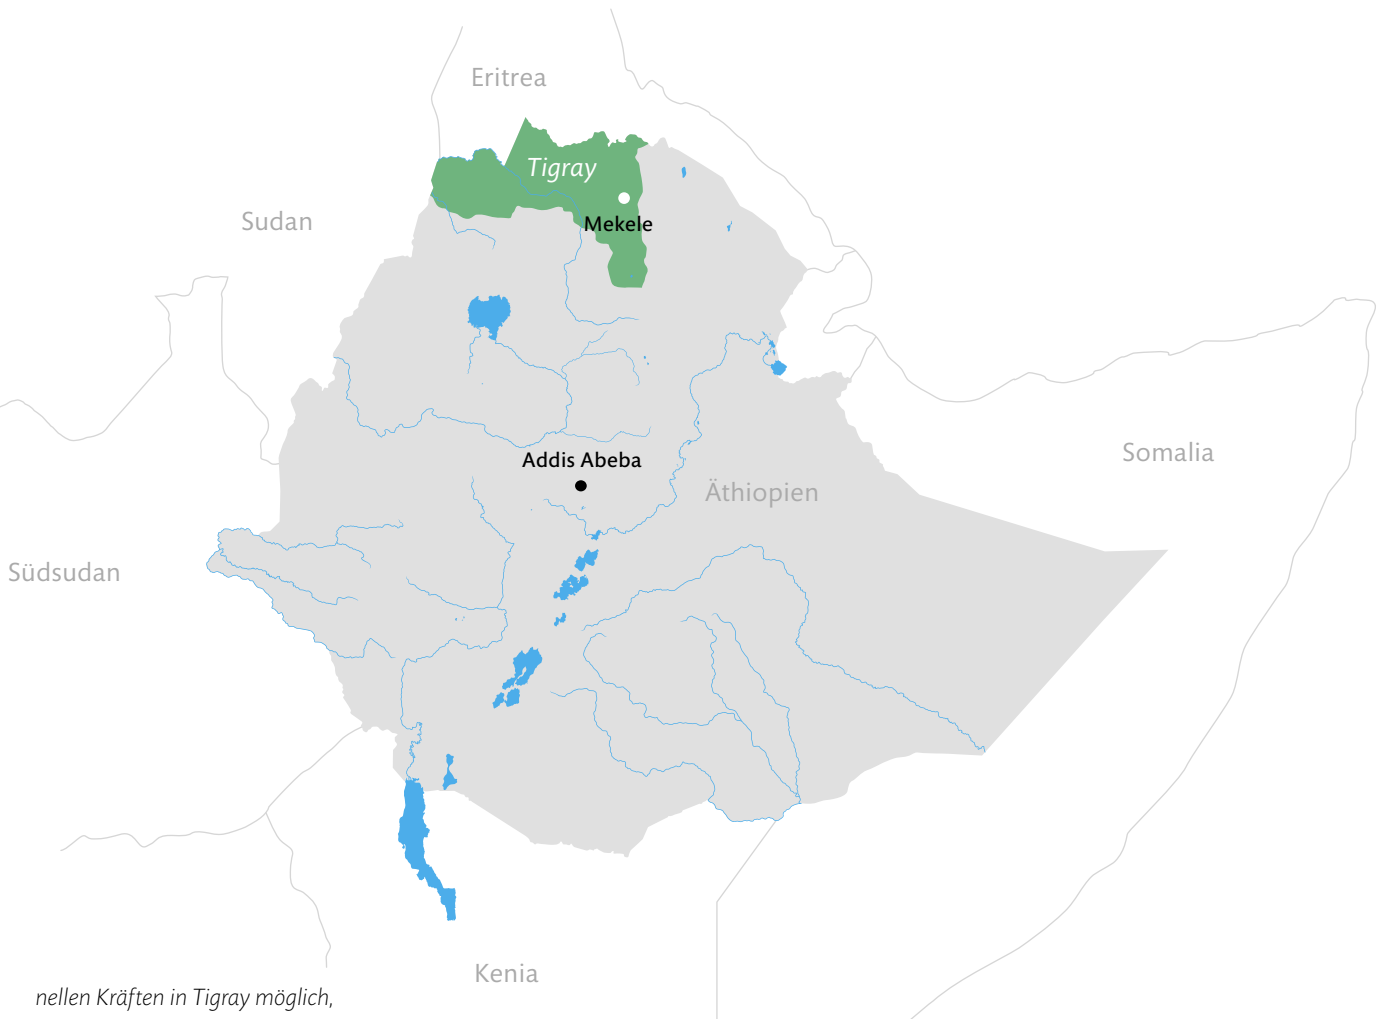 Eritrea
Tigray
Sudan
Mekele
Somalia
Addis Abeba
Äthiopien
Südsudan
Kenia
nellen Kräften in Tigray möglich,